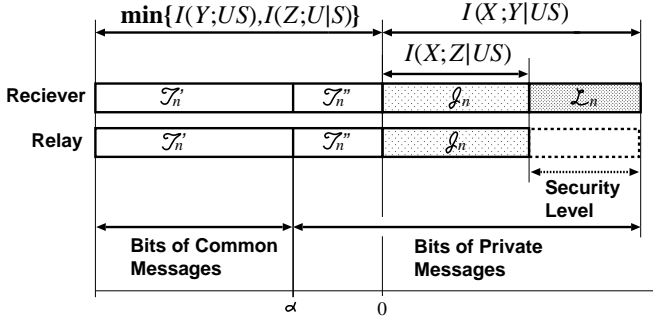 min{I(Y;US),I(Z;U|S)} I(X;Y|US)
I(X;Z|US)
Reciever 𝒯n′ 𝒯n″ 𝒥n ℒn
Relay 𝒯n′ 𝒯n″ 𝒥n
Security
Level
Bits of Common
Messages
Bits of Private
Messages
α 0